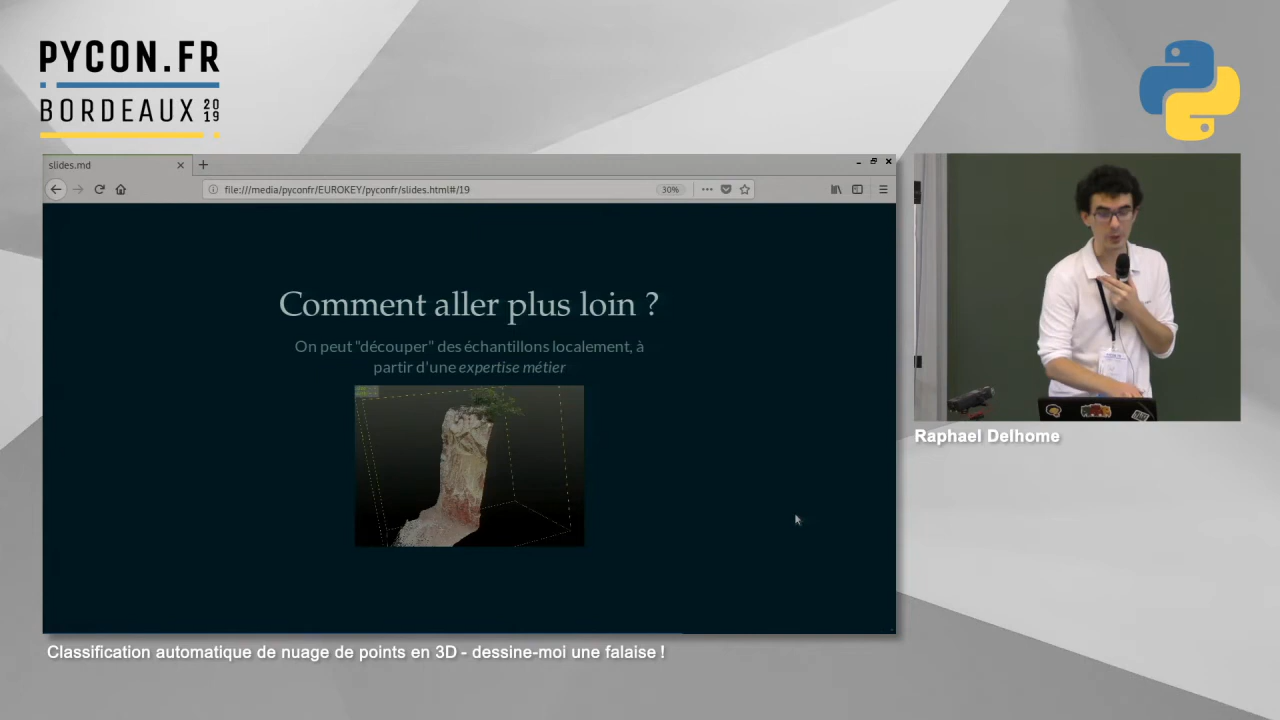 PYCON.FR
BORDEAUX 2019
slides.md
file:///media/pyconfr/EUROKEY/pyconfr/slides.html#/19
30%
Comment aller plus loin ?
On peut “découper” des échantillons localement, à
partir d'une expertise métier
Raphael Delhome
Classification automatique de nuage de points en 3D - dessine-moi une falaise !